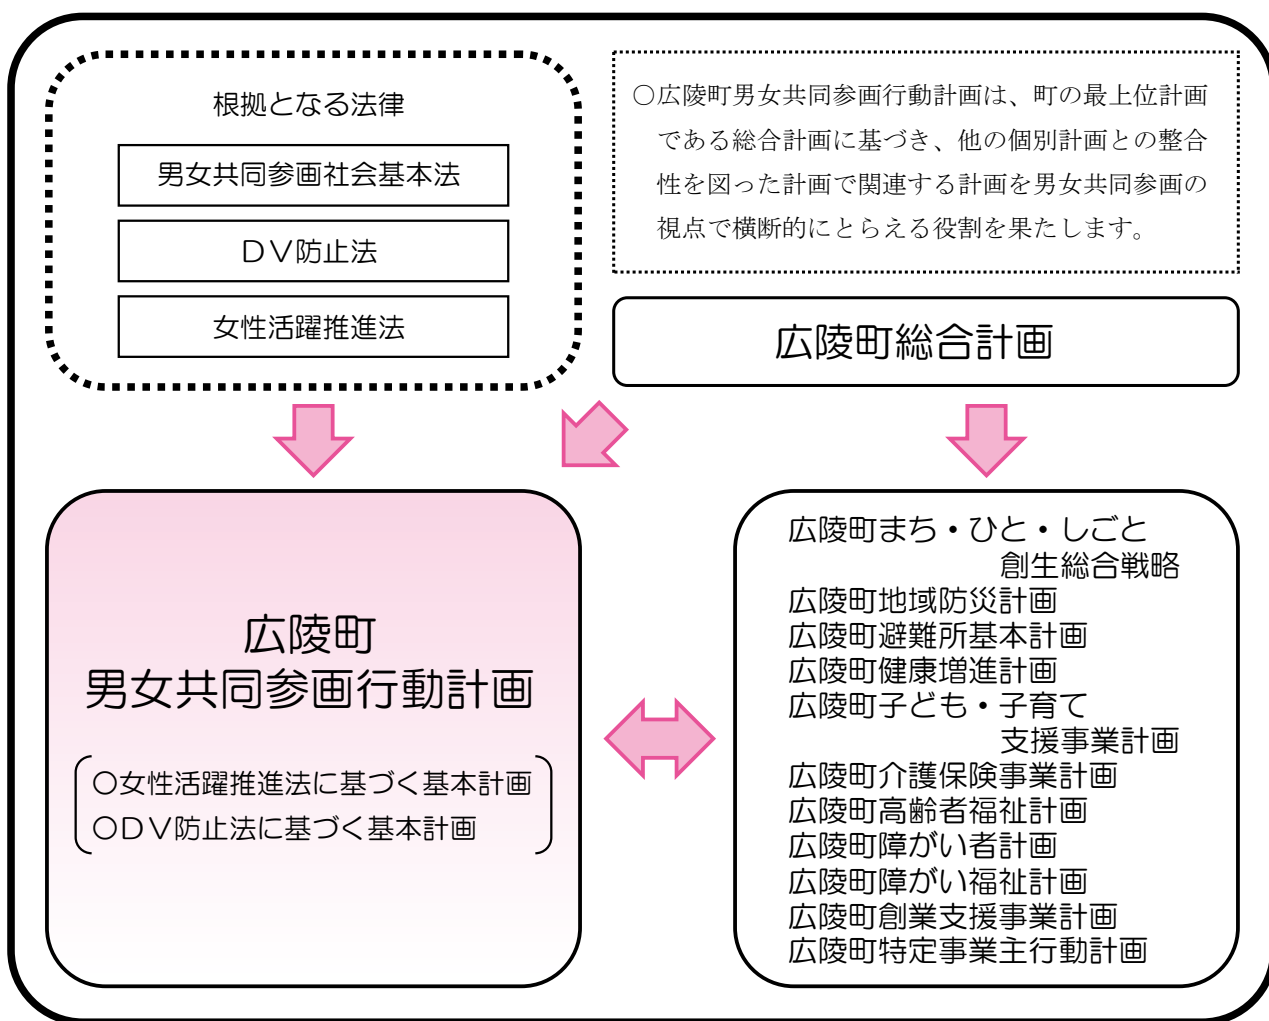 根拠となる法律
男女共同参画社会基本法
DV防止法
女性活躍推進法
○広陵町男女共同参画行動計画は、町の最上位計画
である総合計画に基づき、他の個別計画との整合
性を図った計画で関連する計画を男女共同参画の
視点で横断的にとらえる役割を果たします。
広陵町総合計画
広陵町
男女共同参画行動計画
○女性活躍推進法に基づく基本計画
○DV防止法に基づく基本計画
広陵町まち・ひと・しごと
創生総合戦略
広陵町地域防災計画
広陵町避難所基本計画
広陵町健康増進計画
広陵町子ども・子育て
支援事業計画
広陵町介護保険事業計画
広陵町高齢者福祉計画
広陵町障がい者計画
広陵町障がい福祉計画
広陵町創業支援事業計画
広陵町特定事業主行動計画